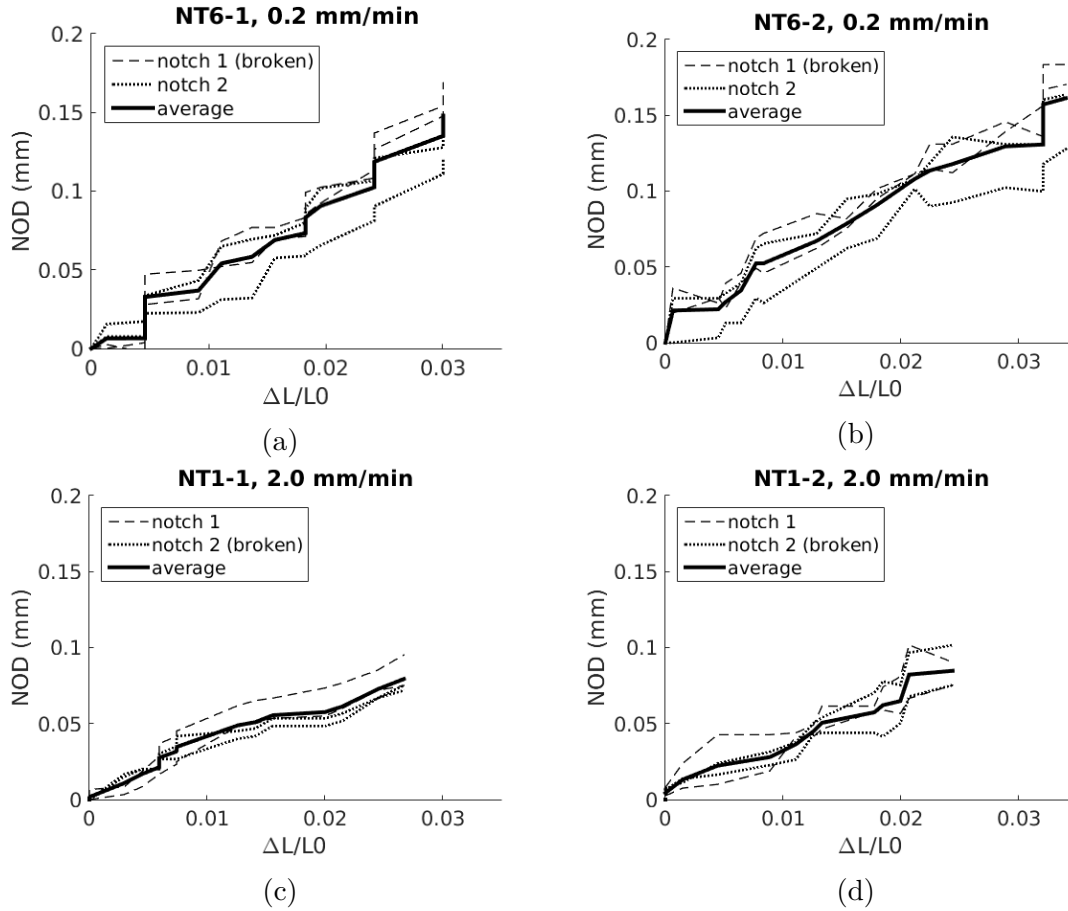 NT6-1, 0.2 mm/min
0.2
0.15
0.1
0.05
0
NOD (mm)
notch 1 (broken)
notch 2
average
0
0.01
0.02
0.03
ΔL/L0
(a)
NT6-2, 0.2 mm/min
0.2
0.15
0.1
0.05
0
NOD (mm)
notch 1 (broken)
notch 2
average
0
0.01
0.02
0.03
ΔL/L0
(b)
NT1-1, 2.0 mm/min
0.2
0.15
0.1
0.05
0
NOD (mm)
notch 1
notch 2 (broken)
average
0
0.01
0.02
0.03
ΔL/L0
(c)
NT1-2, 2.0 mm/min
0.2
0.15
0.1
0.05
0
NOD (mm)
notch 1
notch 2 (broken)
average
0
0.01
0.02
0.03
ΔL/L0
(d)